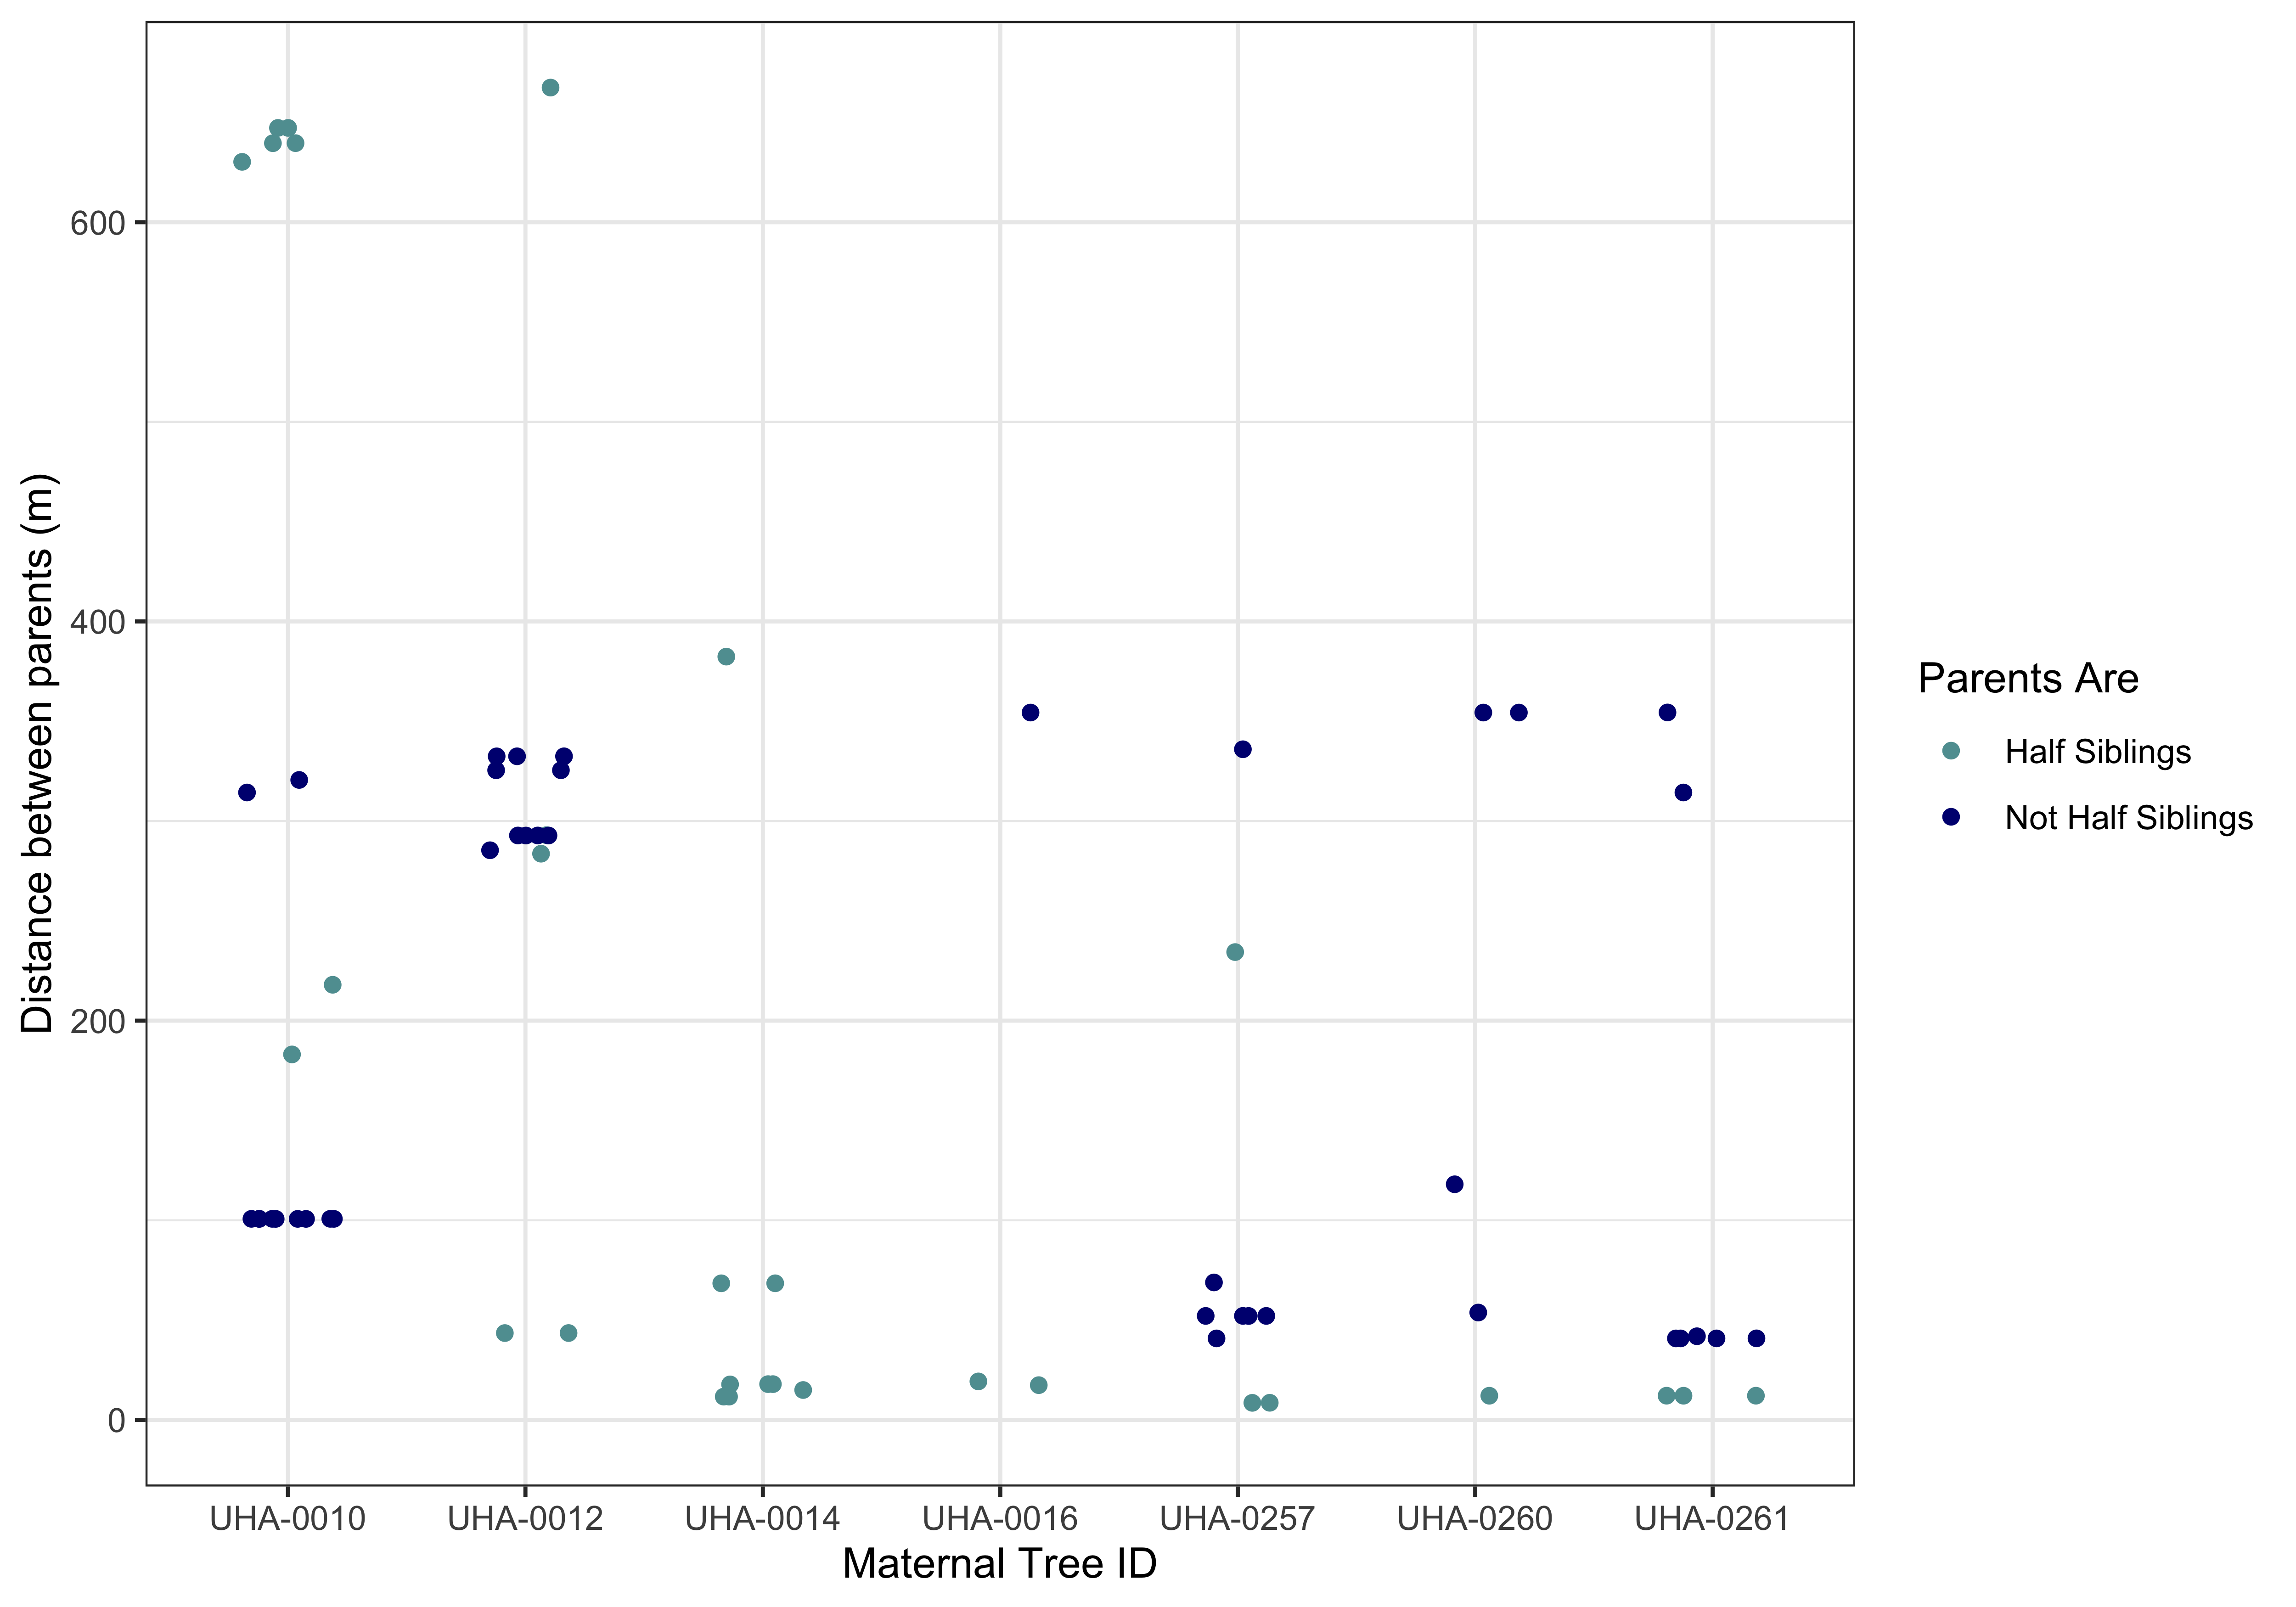 Distance between parents (m)
600
400
200
0
UHA-0010 UHA-0012 UHA-0014 UHA-0016 UHA-0257 UHA-0260 UHA-0261
Maternal Tree ID
Parents Are
Half Siblings
Not Half Siblings